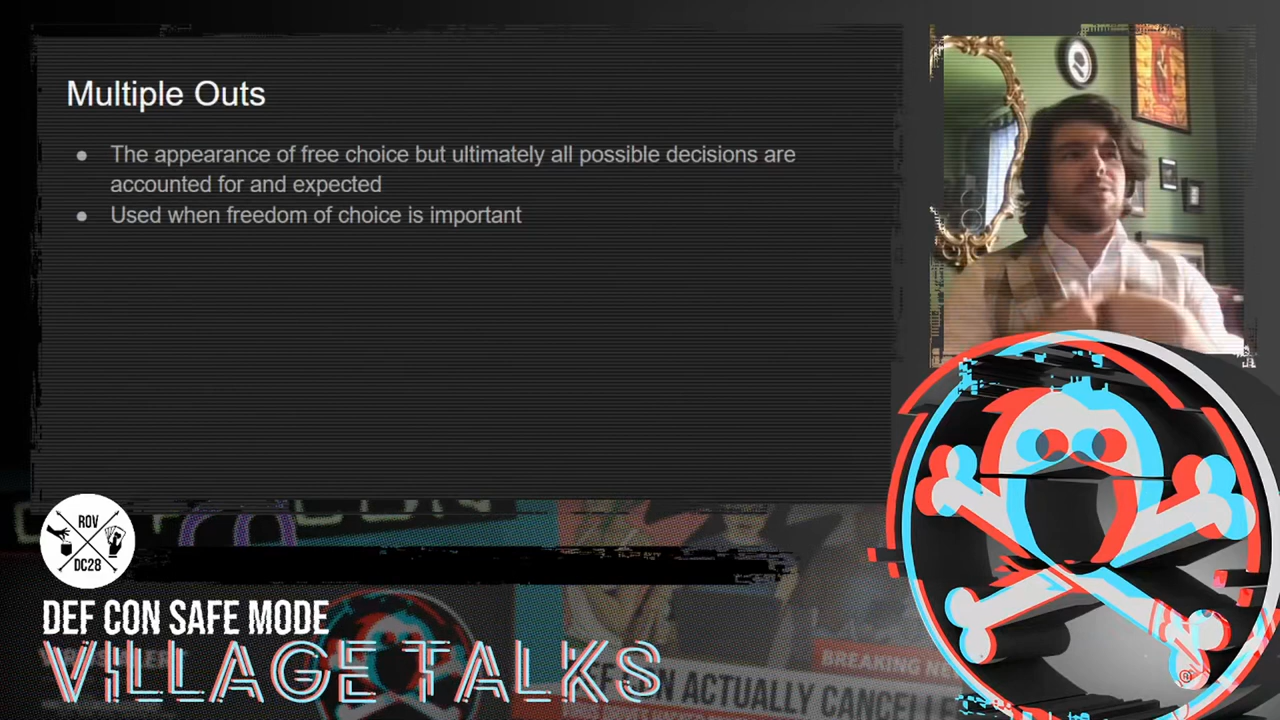 Multiple Outs
● The appearance of free choice but ultimately all possible decisions are
accounted for and expected
● Used when freedom of choice is important
ROV
DC28
DEF CON SAFE MODE
VILLAGE TALKS
BREAKING NE
CON ACTUALLY CANCELLE
®